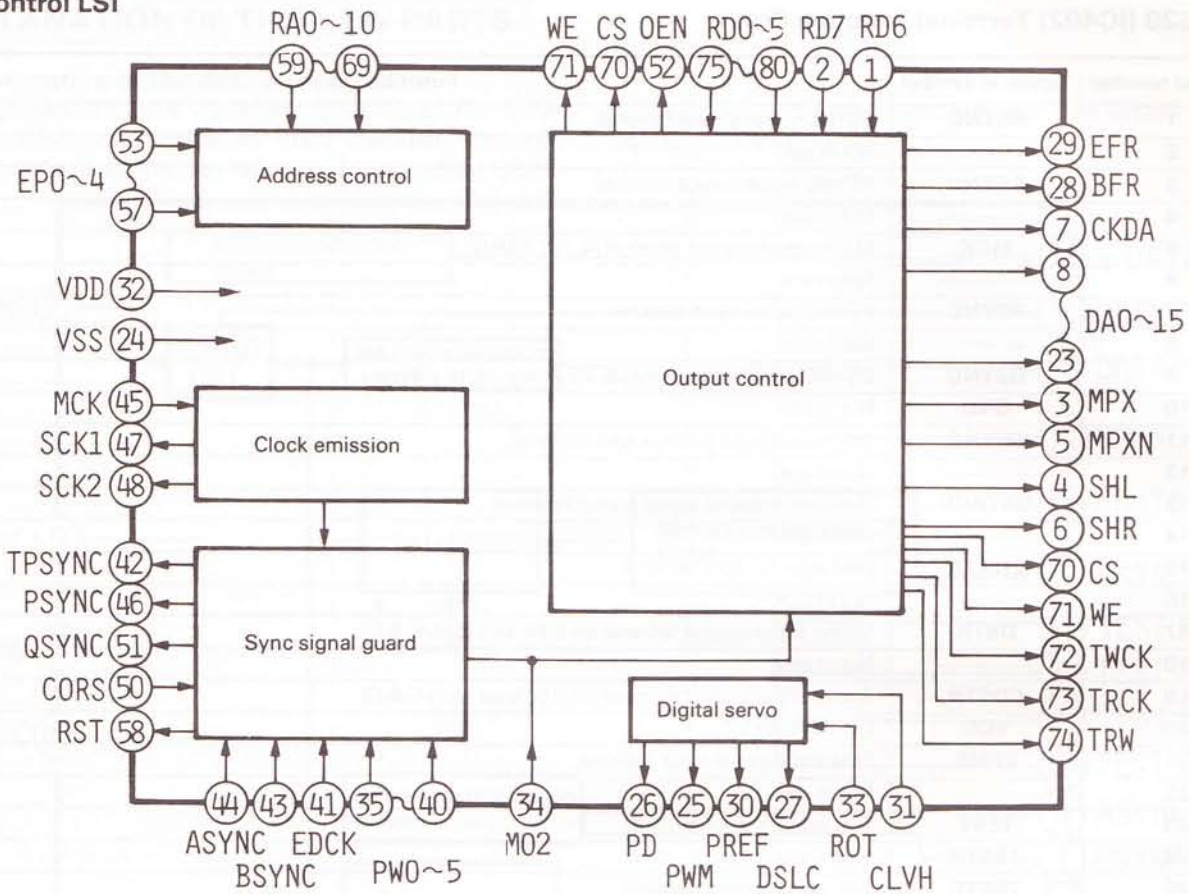 ontrol LSI
RA0~10
WE CS OEN RD0~5 RD7 RD6
59 69 71 70 52 75 80 2 1
53
EP0~4
57
Address control
VDD 32
VSS 24
MCK 45
SCK1 47
SCK2 48
Clock emission
TPSYNC 42
PSYNC 46
QSYNC 51
CORS 50
RST 58
Sync signal guard
Output control
Digital servo
29 EFR
28 BFR
7 CKDA
8
DA0~15
23
3 MPX
5 MPXN
4 SHL
6 SHR
70 CS
71 WE
72 TWCK
73 TRCK
74 TRW
44 43 41 35 40 34 26 25 30 27 33 31
ASYNC EDCK MO2 PD PREF ROT
BSYNC PW0~5 PWM DSLC CLVH